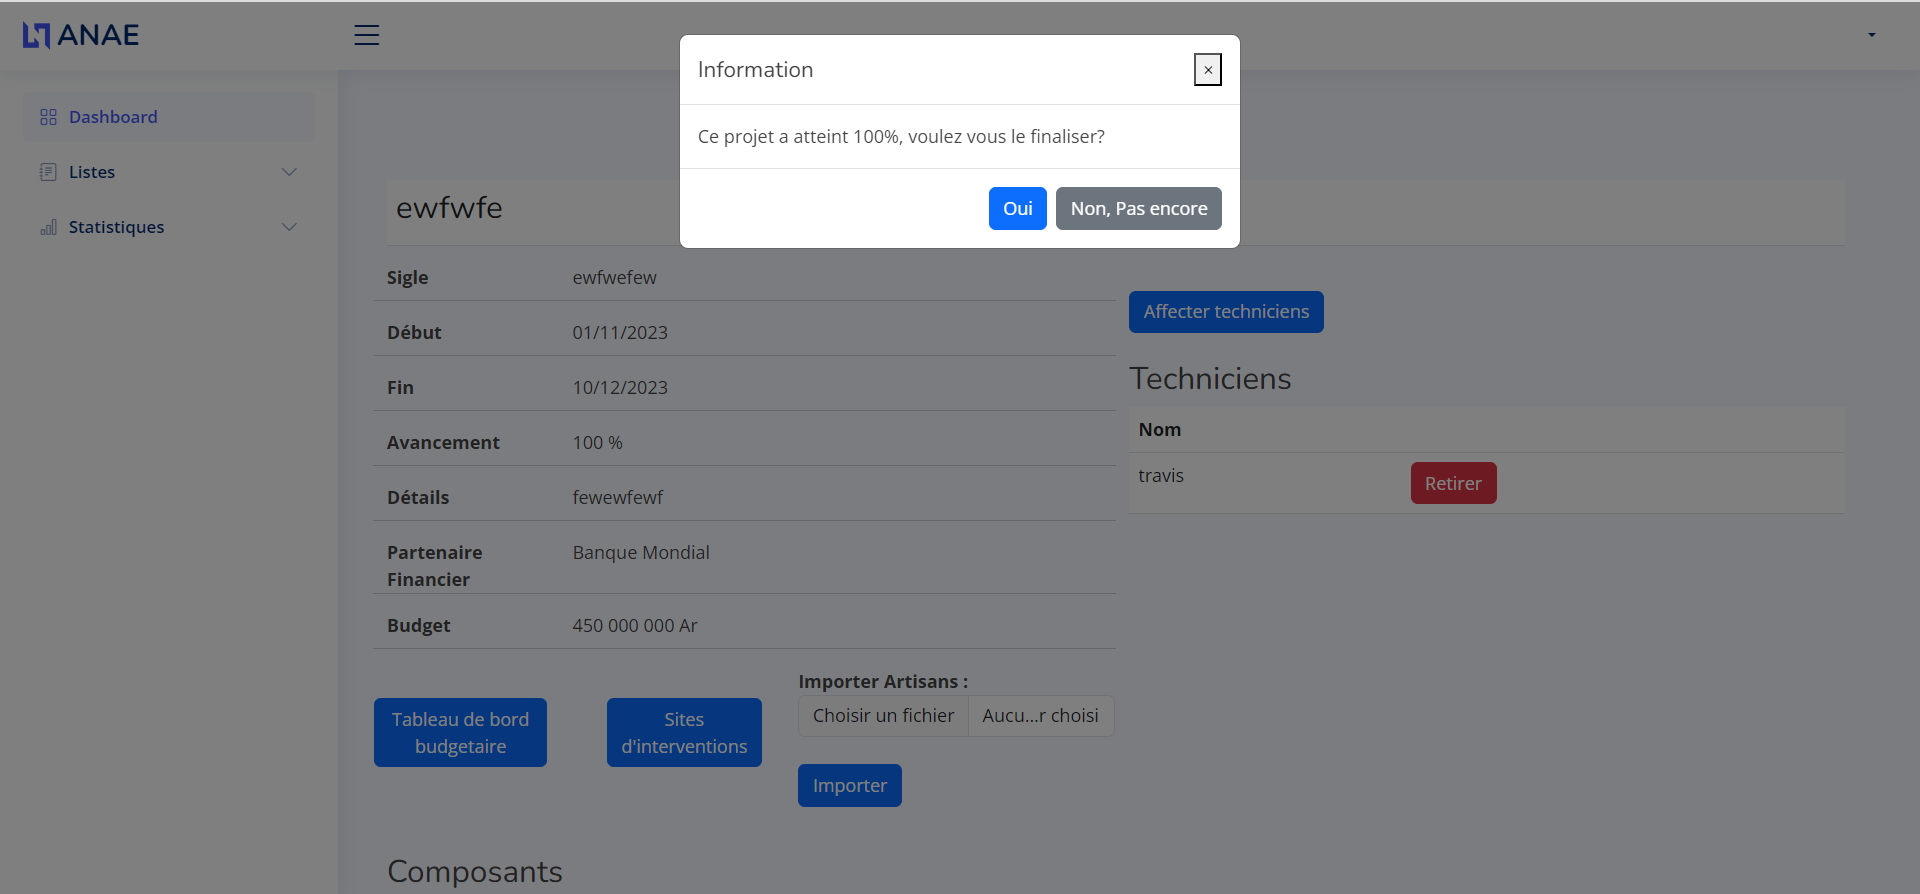 ANAE
Information
×
Ce projet a atteint 100%, voulez vous le finaliser?
Oui
Non, Pas encore
Dashboard
Listes
Statistiques
ewfwfe
Sigle ewfwefew
Début 01/11/2023
Fin 10/12/2023
Avancement 100 %
Détails fewewfewf
Partenaire Banque Mondial
Financier
Budget 450 000 000 Ar
Affecter techniciens
Techniciens
Nom
travis Retirer
Tableau de bord
budgetaire
Sites
d'interventions
Importer Artisans :
Choisir un fichier Aucu...r choisi
Importer
Composants